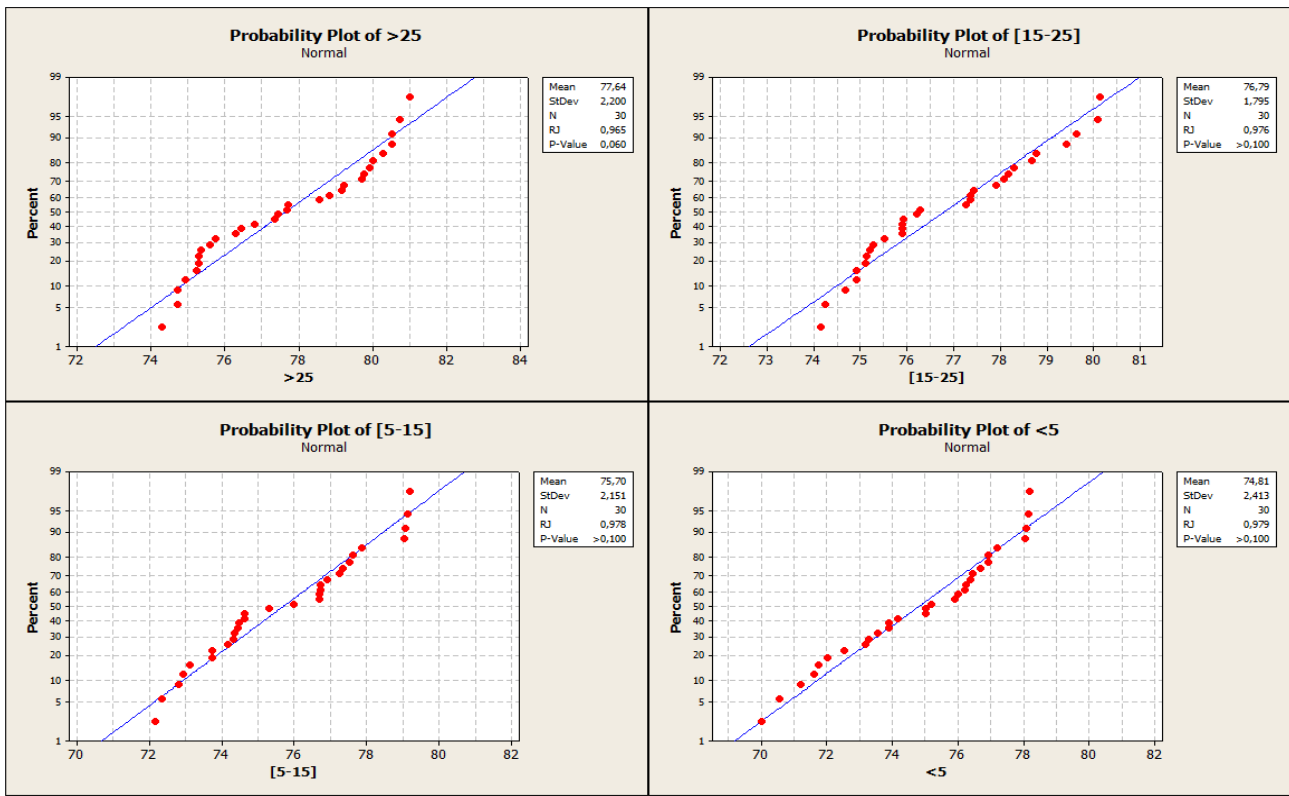 Probability Plot of >25
Normal
99
95
90
80
70
60
50
40
30
20
10
5
1
Percent
72 74 76 78 80 82 84
>25
Mean 77,64
StDev 2,200
N 30
RJ 0,965
P-Value 0,060
Probability Plot of [15-25]
Normal
99
95
90
80
70
60
50
40
30
20
10
5
1
Percent
72 73 74 75 76 77 78 79 80 81
[15-25]
Mean 76,79
StDev 1,795
N 30
RJ 0,976
P-Value >0,100
Probability Plot of [5-15]
Normal
99
95
90
80
70
60
50
40
30
20
10
5
1
Percent
70 72 74 76 78 80 82
[5-15]
Mean 75,70
StDev 2,151
N 30
RJ 0,978
P-Value >0,100
Probability Plot of <5
Normal
99
95
90
80
70
60
50
40
30
20
10
5
1
Percent
70 72 74 76 78 80 82
<5
Mean 74,81
StDev 2,413
N 30
RJ 0,979
P-Value >0,100